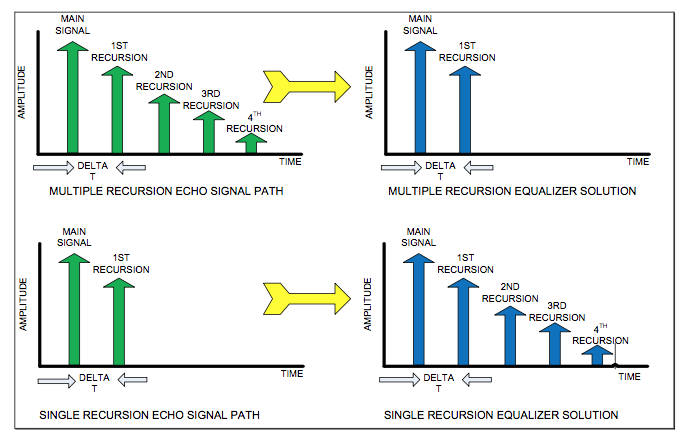 MAIN
SIGNAL
1ST
RECURSION
2ND
RECURSION
3RD
RECURSION
4TH
RECURSION
AMPLITUDE
TIME
DELTA
T
MULTIPLE RECURSION ECHO SIGNAL PATH
MAIN
SIGNAL
1ST
RECURSION
AMPLITUDE
TIME
DELTA
T
MULTIPLE RECURSION EQUALIZER SOLUTION
MAIN
SIGNAL
1ST
RECURSION
AMPLITUDE
TIME
DELTA
T
SINGLE RECURSION ECHO SIGNAL PATH
MAIN
SIGNAL
1ST
RECURSION
2ND
RECURSION
3RD
RECURSION
4TH
RECURSION
AMPLITUDE
TIME
DELTA
T
SINGLE RECURSION EQUALIZER SOLUTION